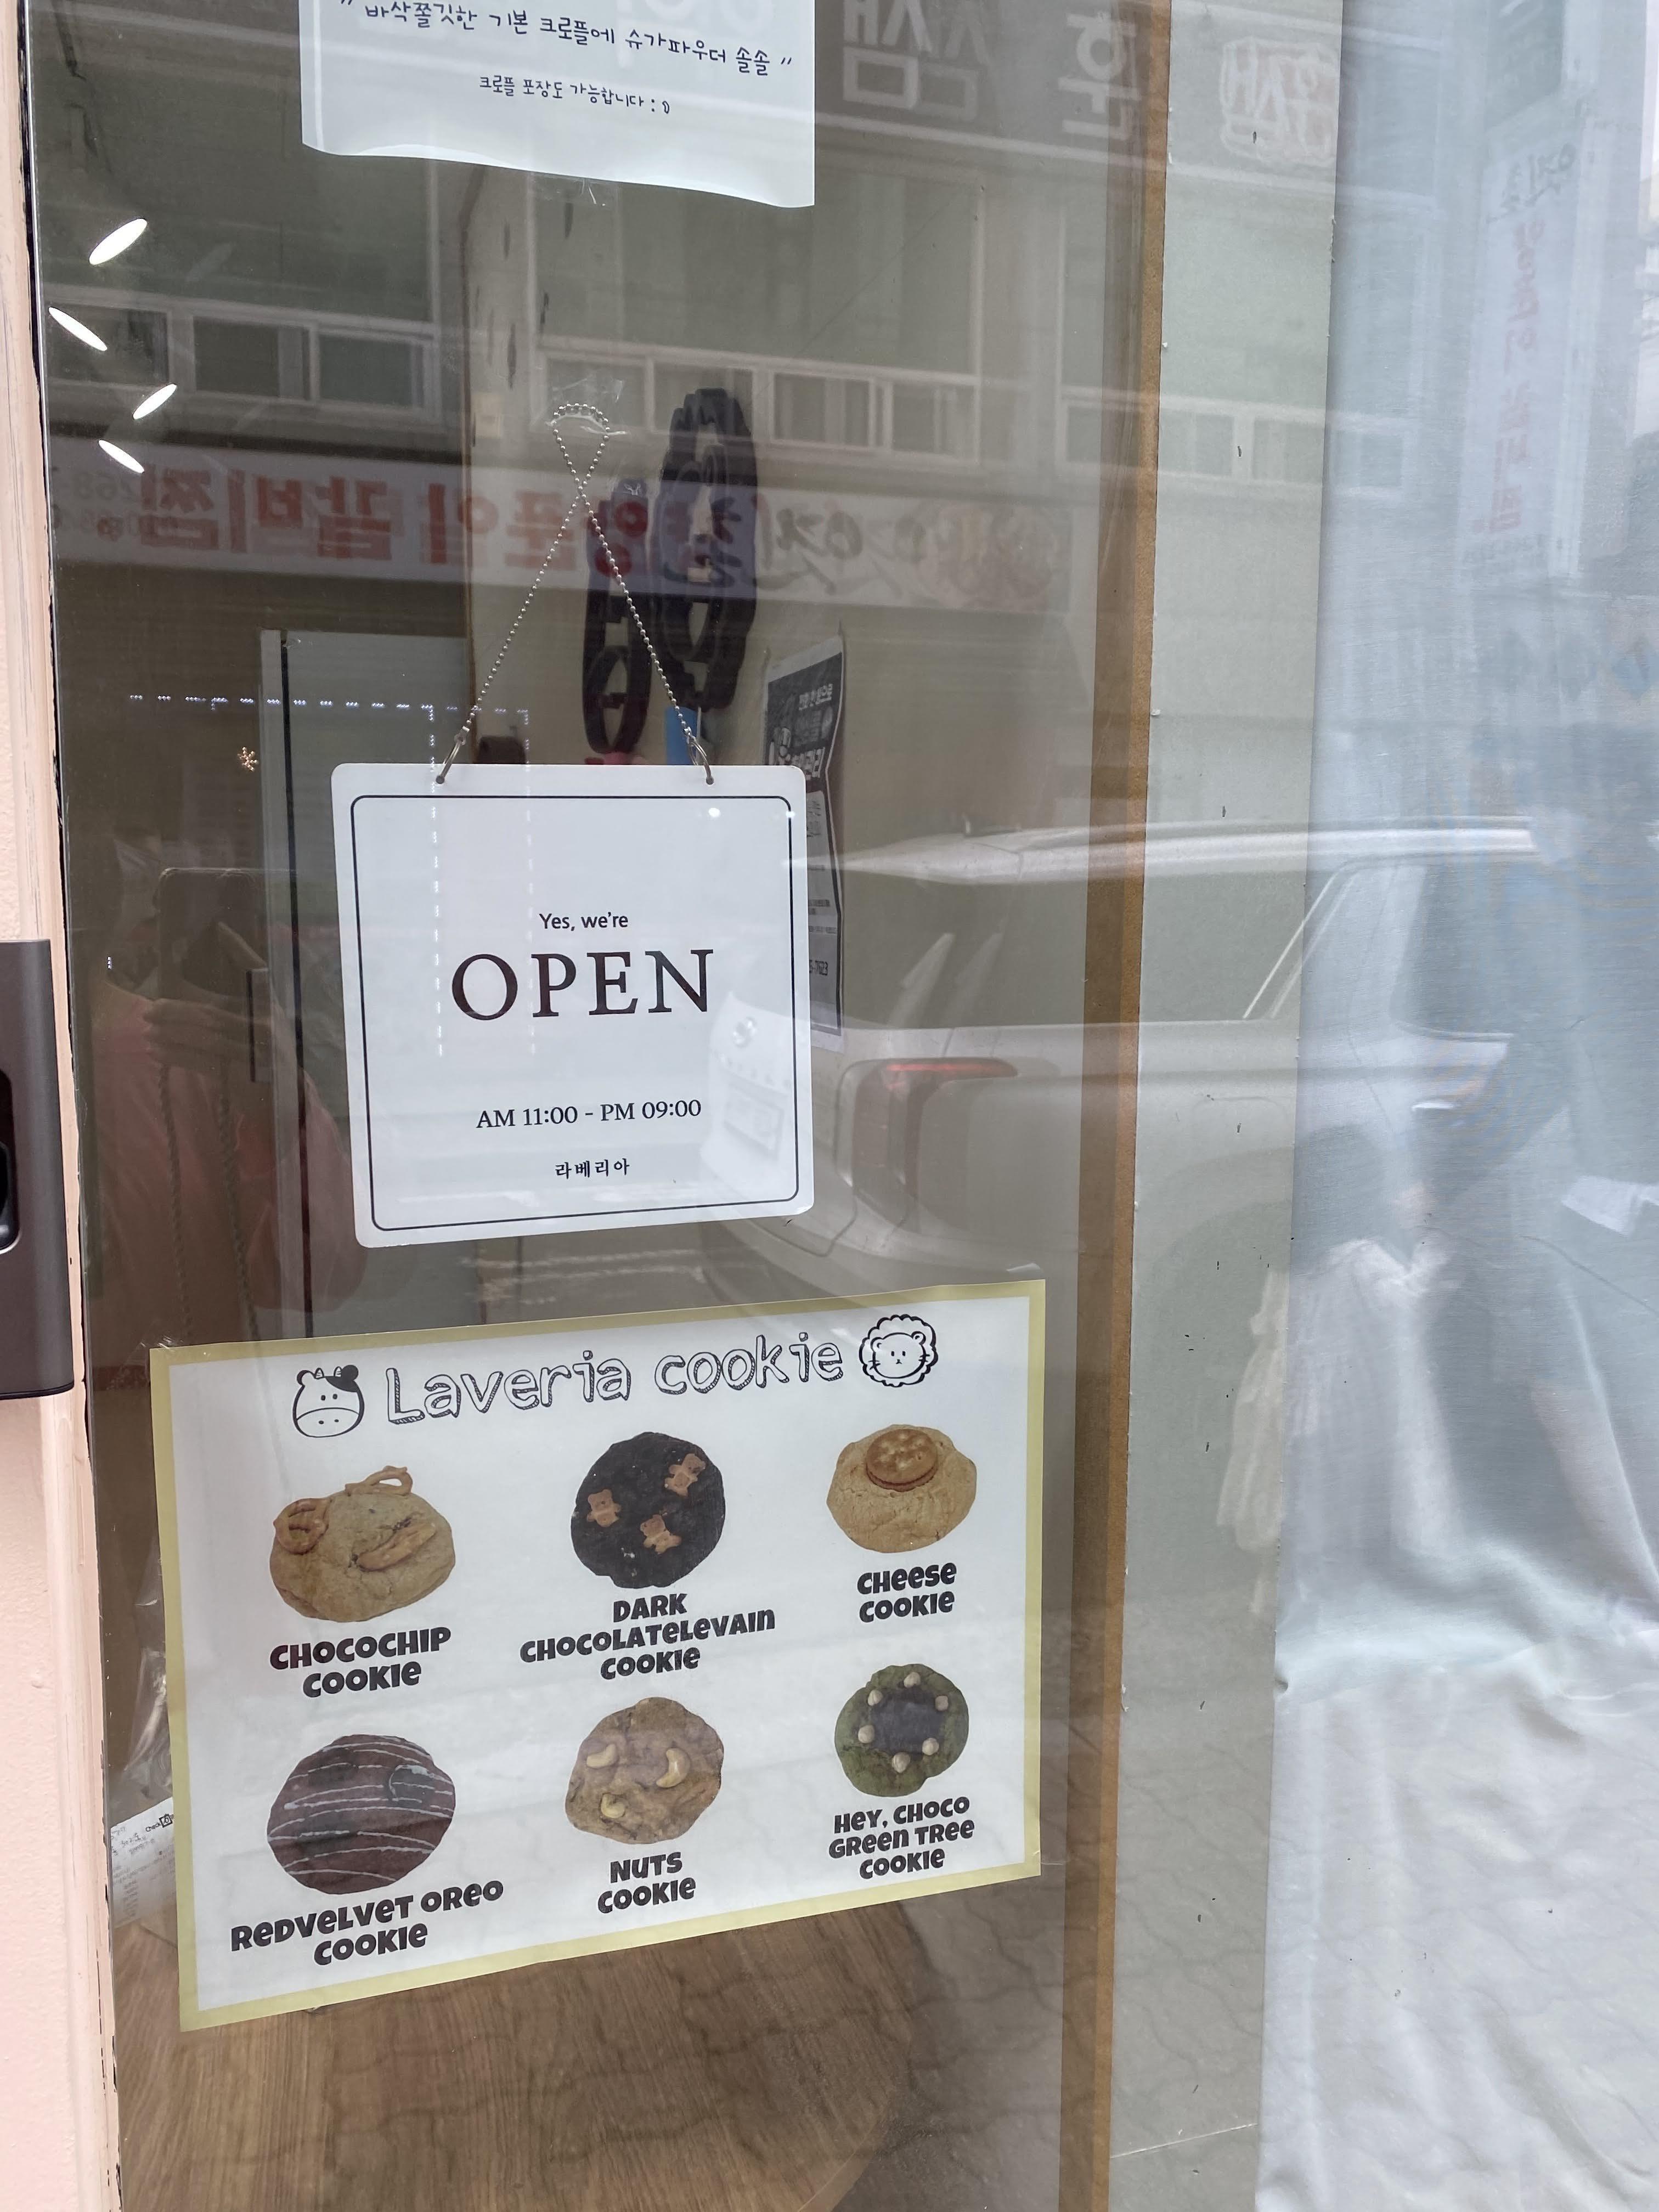 " 바삭쫄깃한 기본 크로플에 슈가파우더 솔솔 "
크로플 포장도 가능합니다 : )
Yes, we're
OPEN
AM 11:00 - PM 09:00
라베리아
Laveria cookie
CHOCOCHIP
COOKIE
DARK
CHOCOLATELEVAIN
COOKIE
CHEESE
COOKIE
REDVELVET OREO
COOKIE
NUTS
COOKIE
HEY, CHOCO
GREEN TREE
COOKIE